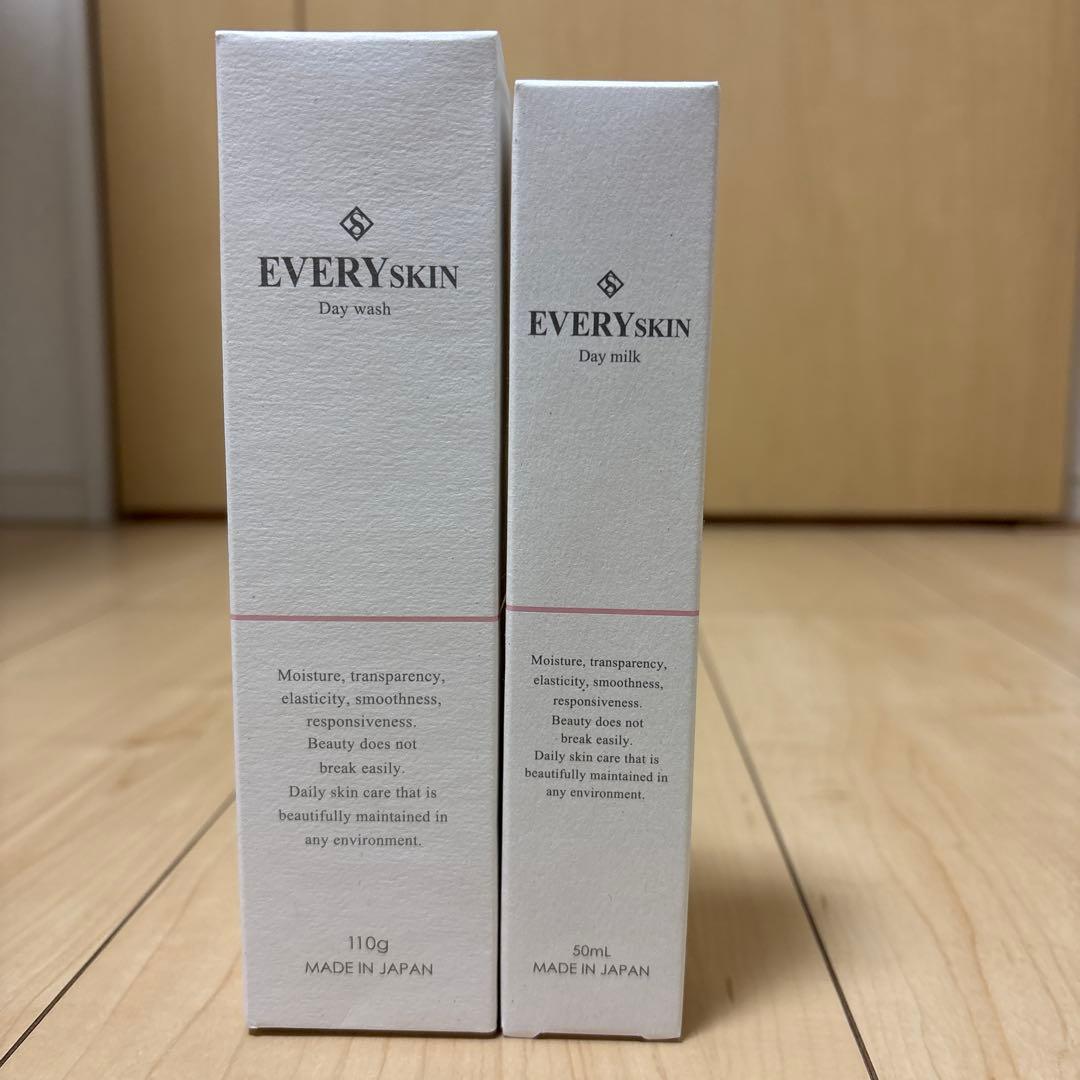 EVERYSKIN
Day wash
Moisture, transparency,
elasticity, smoothness,
responsiveness.
Beauty does not
break easily.
Daily skin care that is
beautifully maintained in
any environment.
110g
MADE IN JAPAN
EVERYSKIN
Day milk
Moisture, transparency,
elasticity, smoothness,
responsiveness.
Beauty does not
break easily.
Daily skin care that is
beautifully maintained in
any environment.
50mL
MADE IN JAPAN